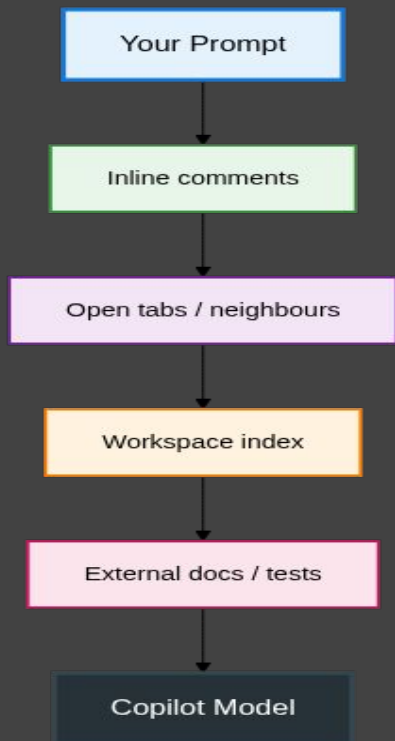 Your Prompt
Inline comments
Open tabs / neighbours
Workspace index
External docs / tests
Copilot Model